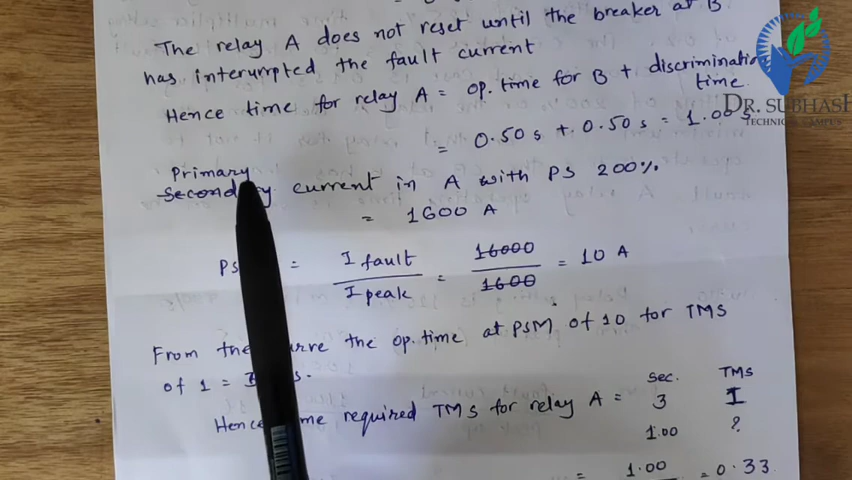 The relay A does not reset until the breaker at B
has interrupted the fault current
Hence time for relay A = op. time for B + discrimination
time.
= 0.50 s + 0.50 s = 1.00 s
Primary
Secondary current in A with PS 200%
= 1600 A
PS = I fault / I peak = 16000 / 1600 = 10 A
From the curve the op. time at PSM of 10 for TMS
of 1 = s.
Sec. TMS
Hence required TMS for relay A = 3 1
1.00 ?
= 1.00 = 0.33
DR. SUBHASH
TECHNICAL CAMPUS